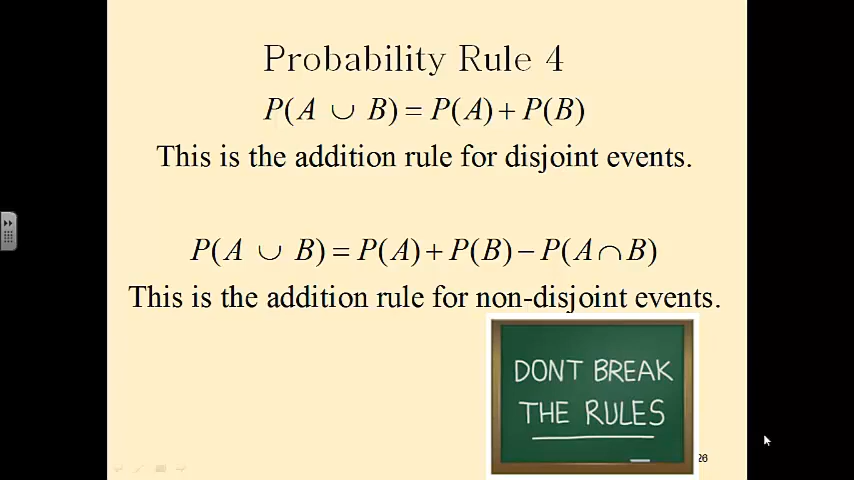 Probability Rule 4
P(A ∪ B) = P(A) + P(B)
This is the addition rule for disjoint events.
P(A ∪ B) = P(A) + P(B) − P(A ∩ B)
This is the addition rule for non-disjoint events.
DONT BREAK
THE RULES
26